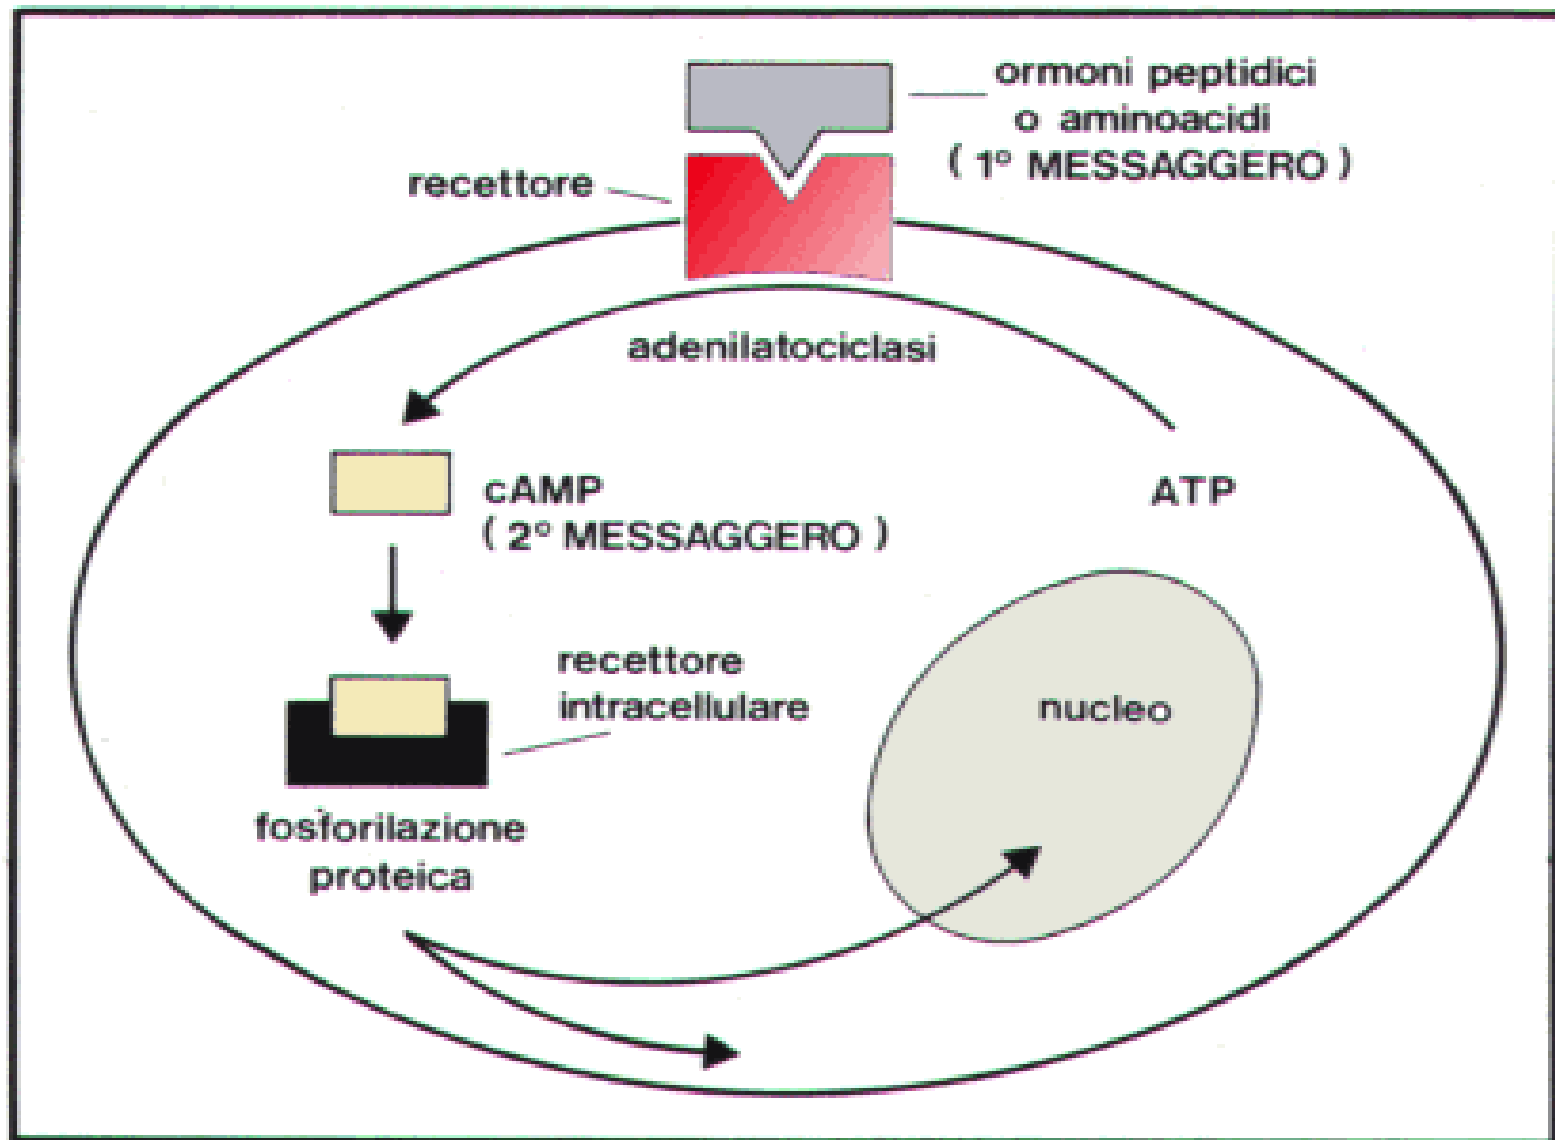 ormoni peptidici
o aminoacidi
( 1° MESSAGGERO )
recettore
adenilatociclasi
cAMP
( 2° MESSAGGERO )
ATP
recettore
intracellulare
nucleo
fosforilazione
proteica